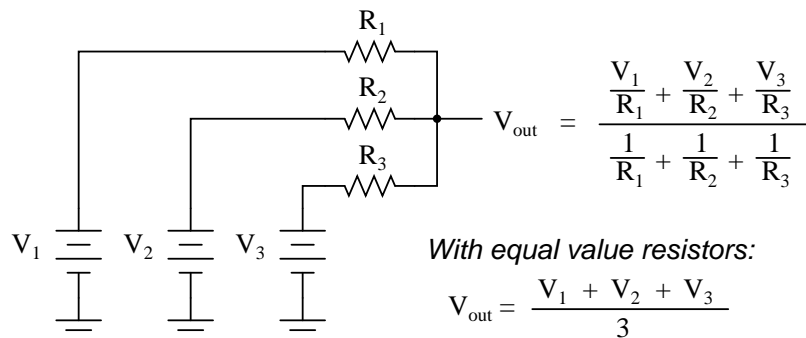 R1
R2
R3
V1 V2 V3
Vout = V1/R1 + V2/R2 + V3/R3
1/R1 + 1/R2 + 1/R3
With equal value resistors:
Vout = V1 + V2 + V3
3